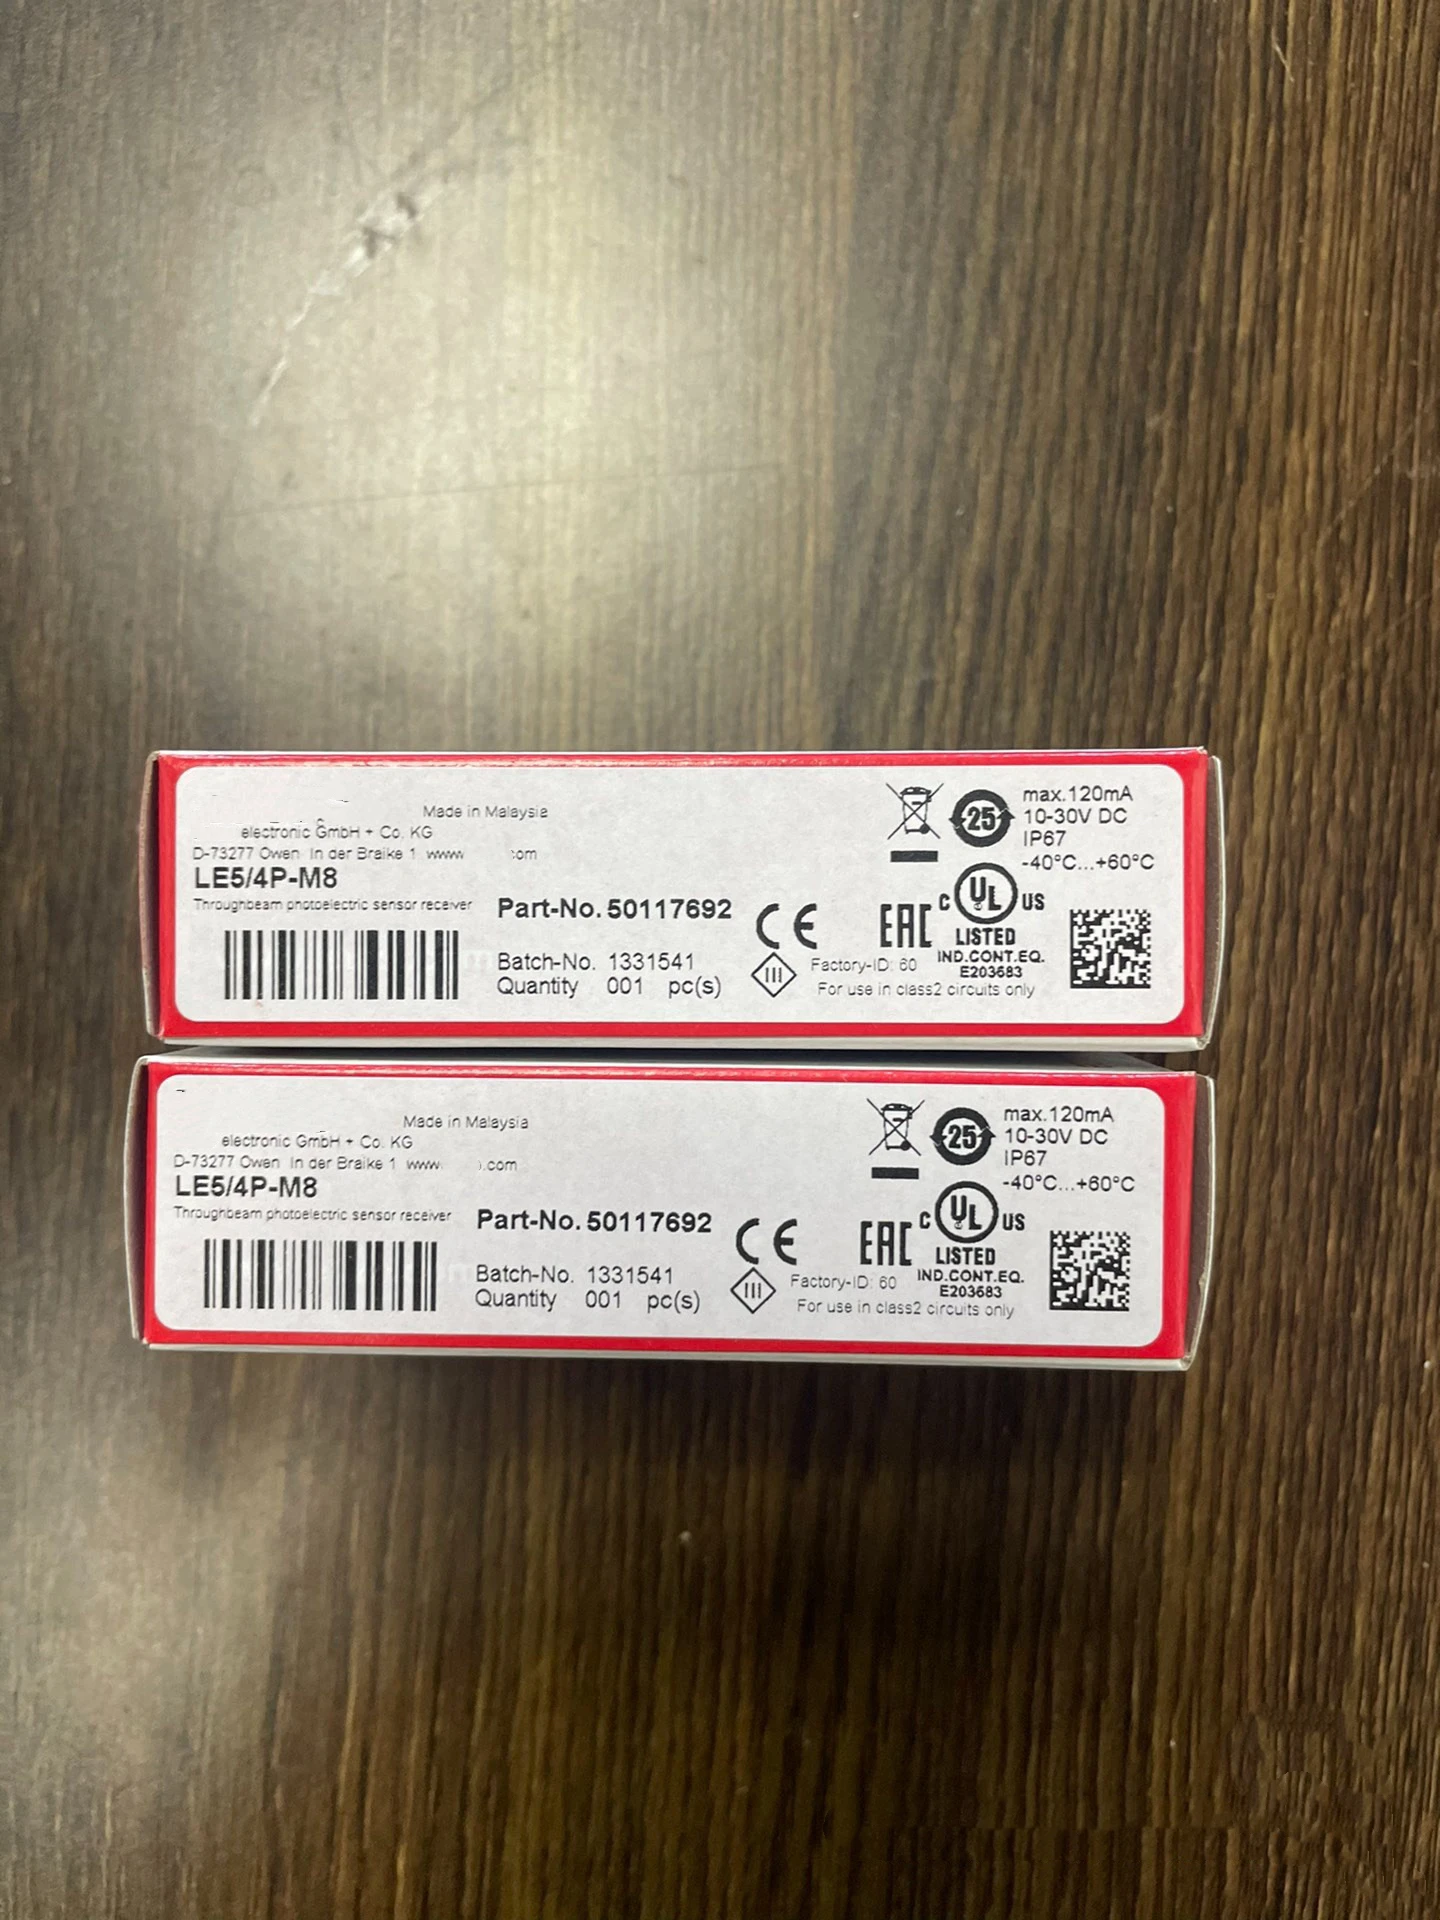 Made in Malaysia
electronic GmbH + Co. KG
D-73277 Owen In der Braike 1 www .com
LE5/4P-M8
Throughbeam photoelectric sensor receiver
Part-No. 50117692
Batch-No. 1331541
Quantity 001 pc(s)
CE
III
Factory-ID: 60
For use in class2 circuits only
EAC
25
max.120mA
10-30V DC
IP67
-40°C...+60°C
C UL US
LISTED
IND.CONT.EQ.
E203683
Made in Malaysia
electronic GmbH + Co. KG
D-73277 Owen In der Braike 1 www. .com
LE5/4P-M8
Throughbeam photoelectric sensor receiver
Part-No. 50117692
Batch-No. 1331541
Quantity 001 pc(s)
CE
III
Factory-ID: 60
For use in class2 circuits only
EAC
25
max.120mA
10-30V DC
IP67
-40°C...+60°C
C UL US
LISTED
IND.CONT.EQ.
E203683